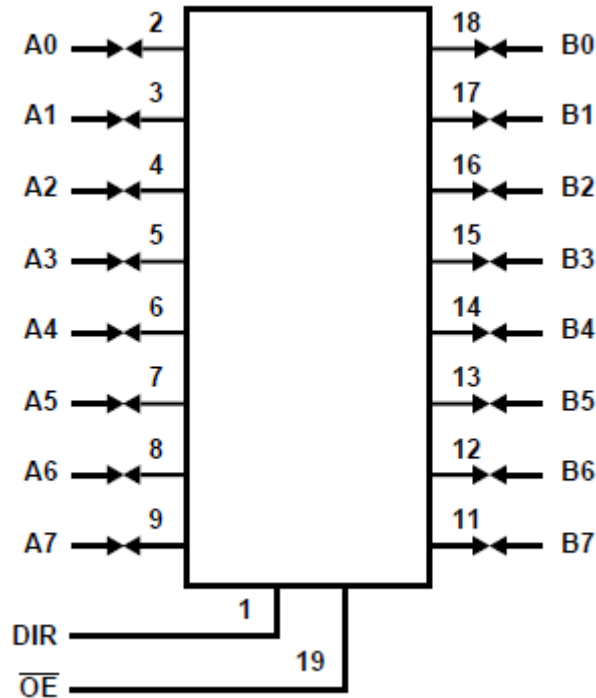 A0 2 18 B0
A1 3 17 B1
A2 4 16 B2
A3 5 15 B3
A4 6 14 B4
A5 7 13 B5
A6 8 12 B6
A7 9 11 B7
DIR 1
O̅E̅ 19